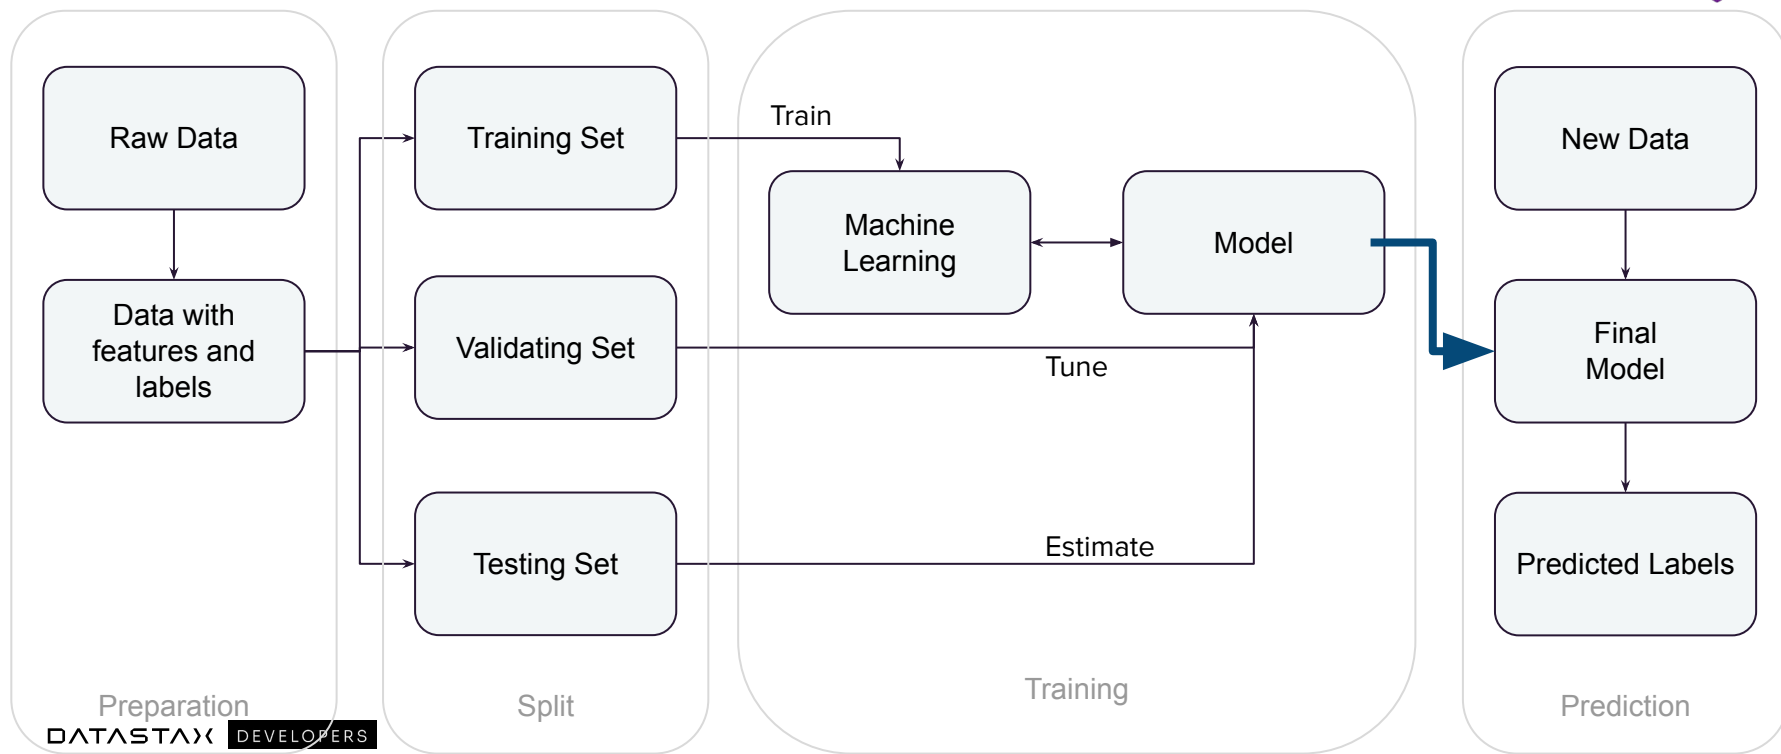 Raw Data
Data with
features and
labels
Preparation
Training Set
Validating Set
Testing Set
Split
Train
Machine
Learning
Model
Tune
Estimate
Training
New Data
Final
Model
Predicted Labels
Prediction
DATASTAX DEVELOPERS